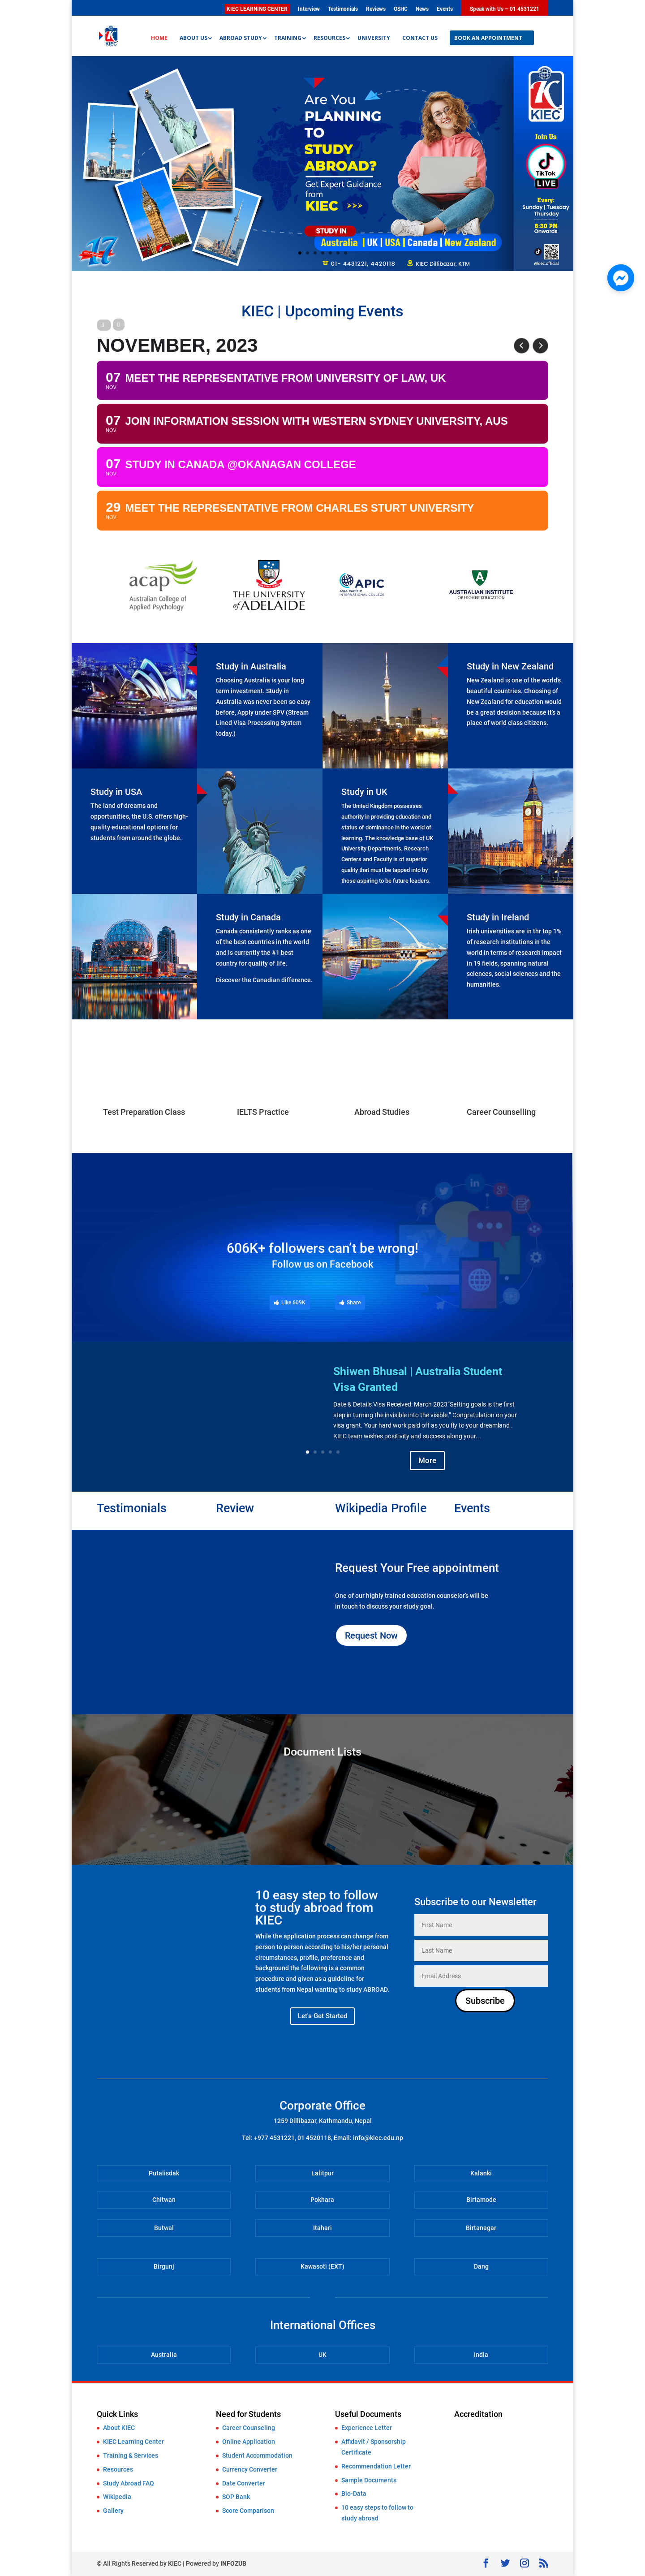 KIEC LEARNING CENTER Interview Testimonials Reviews OSHC News Events Speak with Us – 01 4531221
KIEC
HOME ABOUT US ABROAD STUDY TRAINING RESOURCES UNIVERSITY CONTACT US BOOK AN APPOINTMENT
Are You
PLANNING
TO
STUDY
ABROAD?
Get Expert Guidance
from
KIEC >>>
STUDY IN
Australia | UK | USA | Canada | New Zealand
01- 4431221, 4420118 KIEC Dillibazar, KTM
17
KIEC
Join Us
TikTok
LIVE
Every:
Sunday | Tuesday
Thursday
8:30 PM
Onwards
@kiec.official
KIEC | Upcoming Events
NOVEMBER, 2023
07 NOV MEET THE REPRESENTATIVE FROM UNIVERSITY OF LAW, UK
07 NOV JOIN INFORMATION SESSION WITH WESTERN SYDNEY UNIVERSITY, AUS
07 NOV STUDY IN CANADA @OKANAGAN COLLEGE
29 NOV MEET THE REPRESENTATIVE FROM CHARLES STURT UNIVERSITY
acap
Australian College of
Applied Psychology
THE UNIVERSITY
of ADELAIDE
APIC
ASIA PACIFIC
INTERNATIONAL COLLEGE
AUSTRALIAN INSTITUTE
OF HIGHER EDUCATION
Study in Australia
Choosing Australia is your long
term investment. Study in
Australia was never been so easy
before, Apply under SPV (Stream
Lined Visa Processing System
today.)
Study in New Zealand
New Zealand is one of the world's
beautiful countries. Choosing of
New Zealand for education would
be a great decision because it's a
place of world class citizens.
Study in USA
The land of dreams and
opportunities, the U.S. offers high-
quality educational options for
students from around the globe.
Study in UK
The United Kingdom possesses
authority in providing education and
status of dominance in the world of
learning. The knowledge base of UK
University Departments, Research
Centers and Faculty is of superior
quality that must be tapped into by
those aspiring to be future leaders.
Study in Canada
Canada consistently ranks as one
of the best countries in the world
and is currently the #1 best
country for quality of life.
Discover the Canadian difference.
Study in Ireland
Irish universities are in thr top 1%
of research institutions in the
world in terms of research impact
in 19 fields, spanning natural
sciences, social sciences and the
humanities.
Test Preparation Class IELTS Practice Abroad Studies Career Counselling
606K+ followers can't be wrong!
Follow us on Facebook
Like 609K Share
Shiwen Bhusal | Australia Student
Visa Granted
Date & Details Visa Received: March 2023"Setting goals is the first
step in turning the invisible into the visible." Congratulation on your
visa grant. Your hard work paid off as you fly to your dreamland .
KIEC team wishes positivity and success along your...
More
Testimonials Review Wikipedia Profile Events
Request Your Free appointment
One of our highly trained education counselor's will be
in touch to discuss your study goal.
Request Now
Document Lists
10 easy step to follow
to study abroad from
KIEC
While the application process can change from
person to person according to his/her personal
circumstances, profile, preference and
background the following is a common
procedure and given as a guideline for
students from Nepal wanting to study ABROAD.
Let's Get Started
Subscribe to our Newsletter
First Name
Last Name
Email Address
Subscribe
Corporate Office
1259 Dillibazar, Kathmandu, Nepal
Tel: +977 4531221, 01 4520118, Email: info@kiec.edu.np
Putalisdak Lalitpur Kalanki
Chitwan Pokhara Birtamode
Butwal Itahari Birtanagar
Birgunj Kawasoti (EXT) Dang
International Offices
Australia UK India
Quick Links
About KIEC
KIEC Learning Center
Training & Services
Resources
Study Abroad FAQ
Wikipedia
Gallery
Need for Students
Career Counseling
Online Application
Student Accommodation
Currency Converter
Date Converter
SOP Bank
Score Comparison
Useful Documents
Experience Letter
Affidavit / Sponsorship
Certificate
Recommendation Letter
Sample Documents
Bio-Data
10 easy steps to follow to
study abroad
Accreditation
© All Rights Reserved by KIEC | Powered by INFOZUB